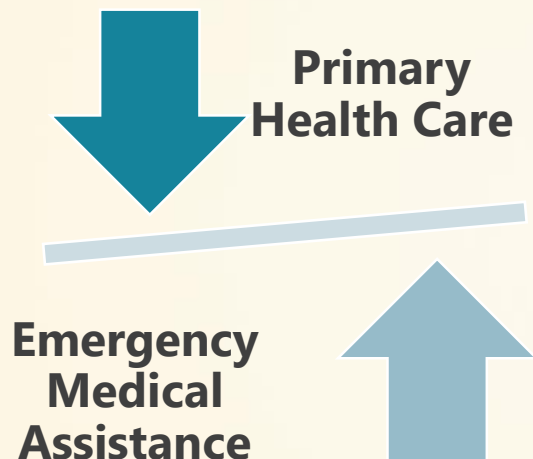 Primary
Health Care
Emergency
Medical
Assistance